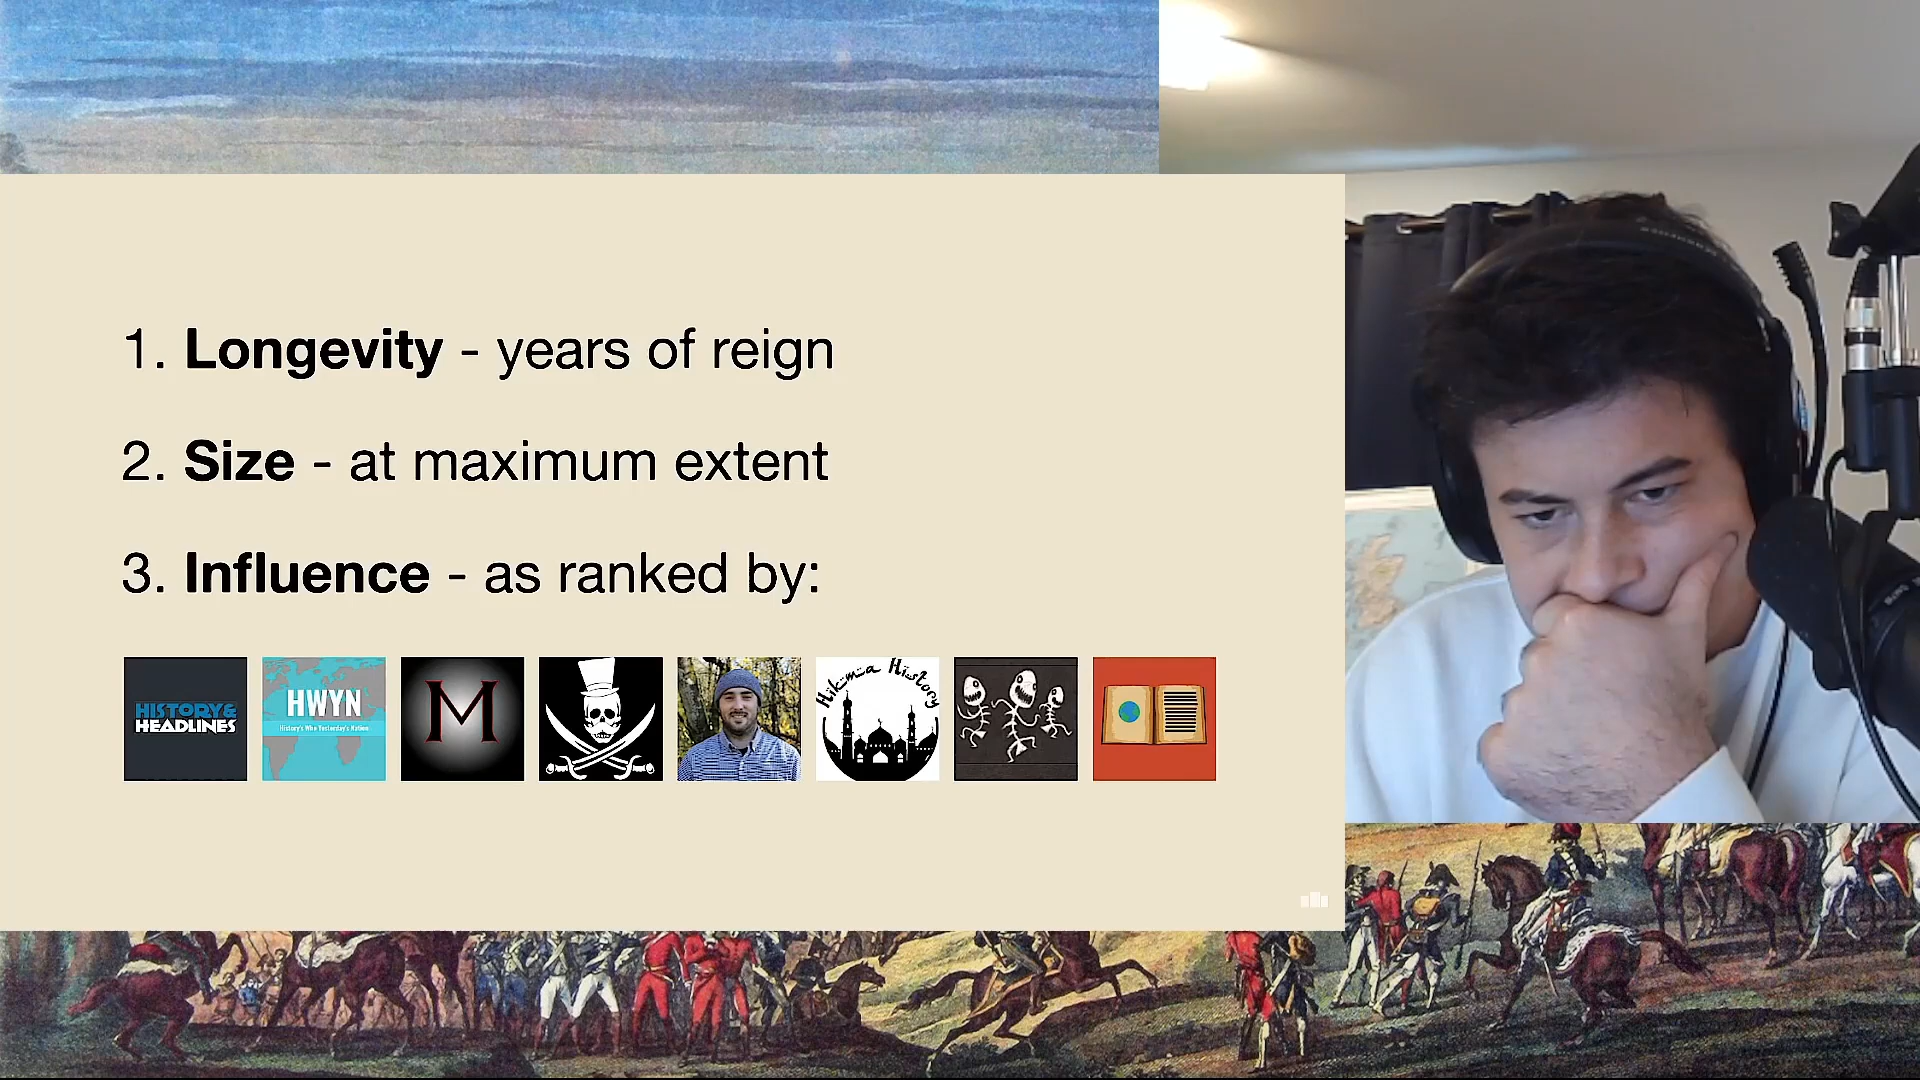 1. Longevity - years of reign
2. Size - at maximum extent
3. Influence - as ranked by:
HISTORY&
HEADLINES
HWYN
History's Who Yesterday's Nation
M
Hikma History